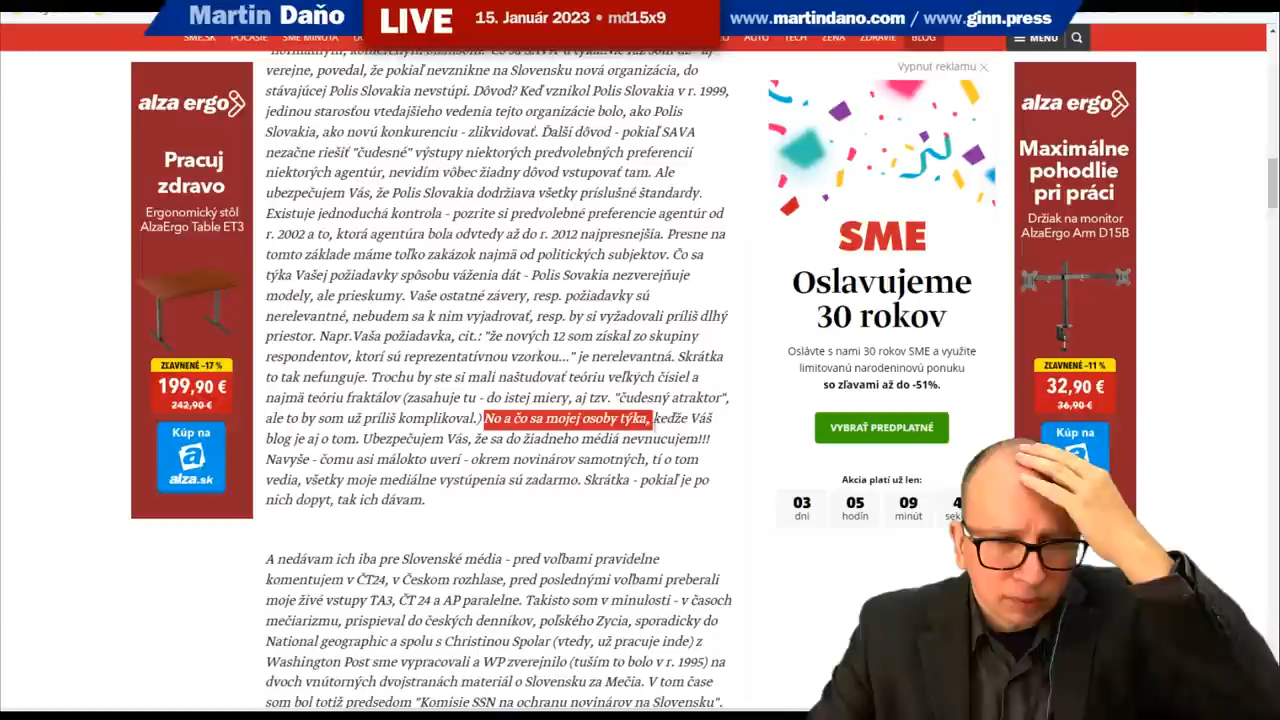 Martin Daňo
LIVE
15. Január 2023 • md15x9
www.martindano.com / www.ginn.press
SME.SK
POČASIE
SME MINÚTA
AUTO
TECH
ŽENA
ZDRAVIE
BLOG
MENU
verejne, povedal, že pokiaľ nevznikne na Slovensku nová organizácia, do
stávajúcej Polis Slovakia nevstúpi. Dôvod? Keď vznikol Polis Slovakia v r. 1999,
jedinou starosťou vtedajšieho vedenia tejto organizácie bolo, ako Polis
Slovakia, ako novú konkurenciu - zlikvidovať. Ďalší dôvod - pokiaľ SAVA
nezačne riešiť "čudesné" výstupy niektorých predvolebných preferencií
niektorých agentúr, nevidím vôbec žiadny dôvod vstupovať tam. Ale
ubezpečujem Vás, že Polis Slovakia dodržiava všetky príslušné štandardy.
Existuje jednoduchá kontrola - pozrite si predvolebné preferencie agentúr od
r. 2002 a to, ktorá agentúra bola odvtedy až do r. 2012 najpresnejšia. Presne na
tomto základe máme toľko zakázok najmä od politických subjektov. Čo sa
týka Vašej požiadavky spôsobu váženia dát - Polis Sovakia nezverejňuje
modely, ale prieskumy. Vaše ostatné závery, resp. požiadavky sú
nerelevantné, nebudem sa k nim vyjadrovať, resp. by si vyžadovali príliš dlhý
priestor. Napr.Vaša požiadavka, cit.: "že nových 12 som získal zo skupiny
respondentov, ktorí sú reprezentatívnou vzorkou..." je nerelevantná. Skrátka
to tak nefunguje. Trochu by ste si mali naštudovať teóriu veľkých čísiel a
najmä teóriu fraktálov (zasahuje tu - do istej miery, aj tzv. "čudesný atraktor",
ale to by som už príliš komplikoval.) No a čo sa mojej osoby týka, keďže Váš
blog je aj o tom. Ubezpečujem Vás, že sa do žiadneho médiá nevnucujem!!!
Navyše - čomu asi málokto uverí - okrem novinárov samotných, tí o tom
vedia, všetky moje mediálne vystúpenia sú zadarmo. Skrátka - pokiaľ je po
nich dopyt, tak ich dávam.
A nedávam ich iba pre Slovenské média - pred voľbami pravidelne
komentujem v ČT24, v Českom rozhlase, pred poslednými voľbami preberali
moje živé vstupy TA3, ČT 24 a AP paralelne. Takisto som v minulosti - v časoch
mečiarizmu, prispieval do českých denníkov, poľského Zycia, sporadicky do
National geographic a spolu s Christinou Spolar (vtedy, už pracuje inde) z
Washington Post sme vypracovali a WP zverejnilo (tuším to bolo v r. 1995) na
dvoch vnútorných dvojstranách materiál o Slovensku za Mečia. V tom čase
som bol totiž predsedom "Komisie SSN na ochranu novinárov na Slovensku".
alza ergo
Pracuj
zdravo
Ergonomický stôl
AlzaErgo Table ET3
ZĽAVNENÉ -17 %
199,90 €
242,90 €
Kúp na
alza.sk
Vypnúť reklamu
SME
Oslavujeme
30 rokov
Oslávte s nami 30 rokov SME a využite
limitovanú narodeninovú ponuku
so zľavami až do -51%.
VYBRAŤ PREDPLATNÉ
Akcia platí už len:
03 05 09 4
dni hodín minút
alza ergo
Maximálne
pohodlie
pri práci
Držiak na monitor
AlzaErgo Arm D15B
ZĽAVNENÉ -11 %
32,90 €
36,90 €
Kúp na